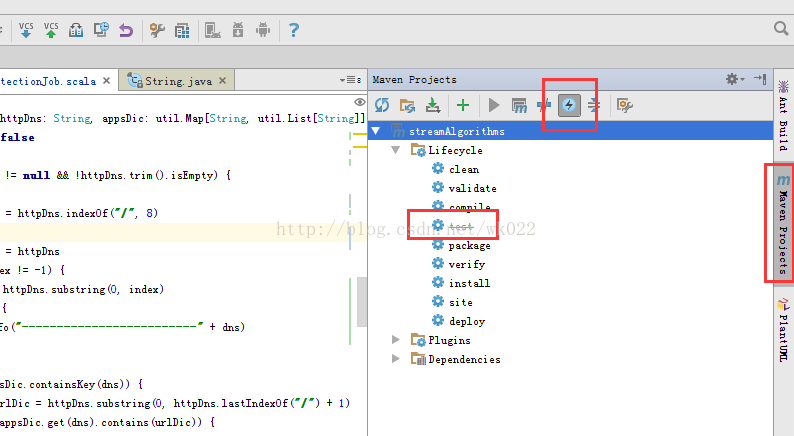 VCS VCS
?
tectionJob.scala × String.java ×
httpDns: String, appsDic: util.Map[String, util.List[String]]
false
!= null && !httpDns.trim().isEmpty) {
= httpDns.indexOf("/", 8)
= httpDns
ex != -1) {
httpDns.substring(0, index)
{
fo("--------------------------" + dns)
psDic.containsKey(dns)) {
rlDic = httpDns.substring(0, httpDns.lastIndexOf("/") + 1)
appsDic.get(dns).contains(urlDic)) {
Maven Projects
m streamAlgorithms
Lifecycle
clean
validate
compile
test
package
verify
install
site
deploy
Plugins
Dependencies
Ant Build
m Maven Projects
PlantUML
http://blog.csdn.net/wk022